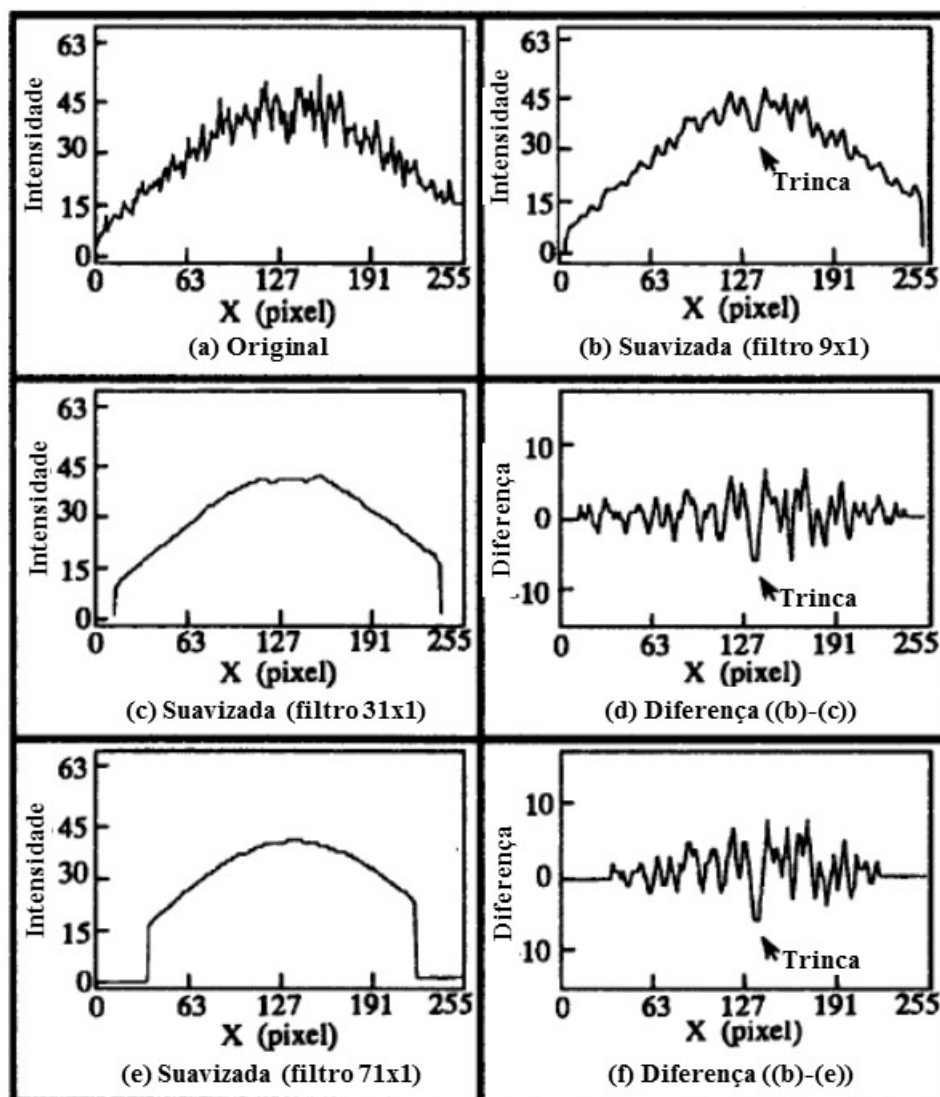 Intensidade
63
45
30
15
0
0 63 127 191 255
X (pixel)
(a) Original
Intensidade
63
45
30
15
0
Trinca
0 63 127 191 255
X (pixel)
(b) Suavizada (filtro 9x1)
Intensidade
63
45
30
15
0
0 63 127 191 255
X (pixel)
(c) Suavizada (filtro 31x1)
Diferença
10
0
-10
Trinca
0 63 127 191 255
X (pixel)
(d) Diferença ((b)-(c))
Intensidade
63
45
30
15
0
0 63 127 191 255
X (pixel)
(e) Suavizada (filtro 71x1)
Diferença
10
0
10
Trinca
0 63 127 191 255
X (pixel)
(f) Diferença ((b)-(e))